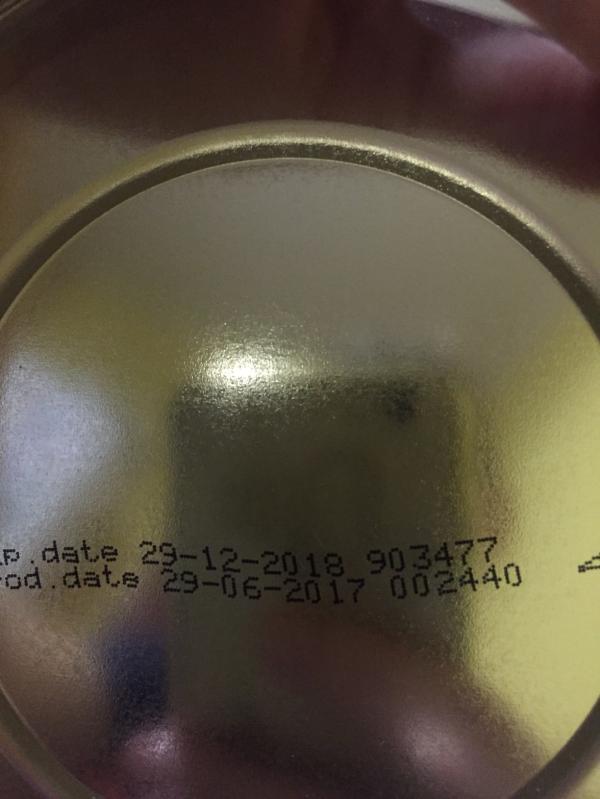 p.date 29-12-2018 903477
od.date 29-06-2017 002440